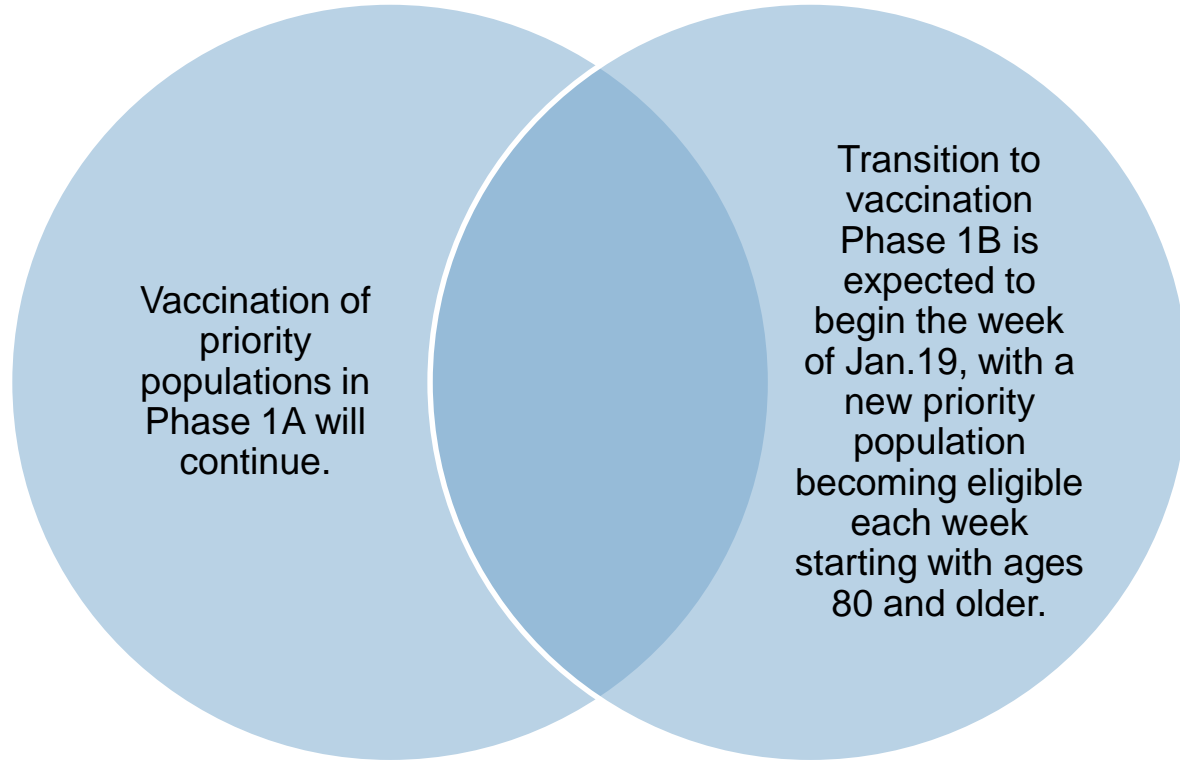 Vaccination of
priority
populations in
Phase 1A will
continue.
Transition to
vaccination
Phase 1B is
expected to
begin the week
of Jan.19, with a
new priority
population
becoming eligible
each week
starting with ages
80 and older.